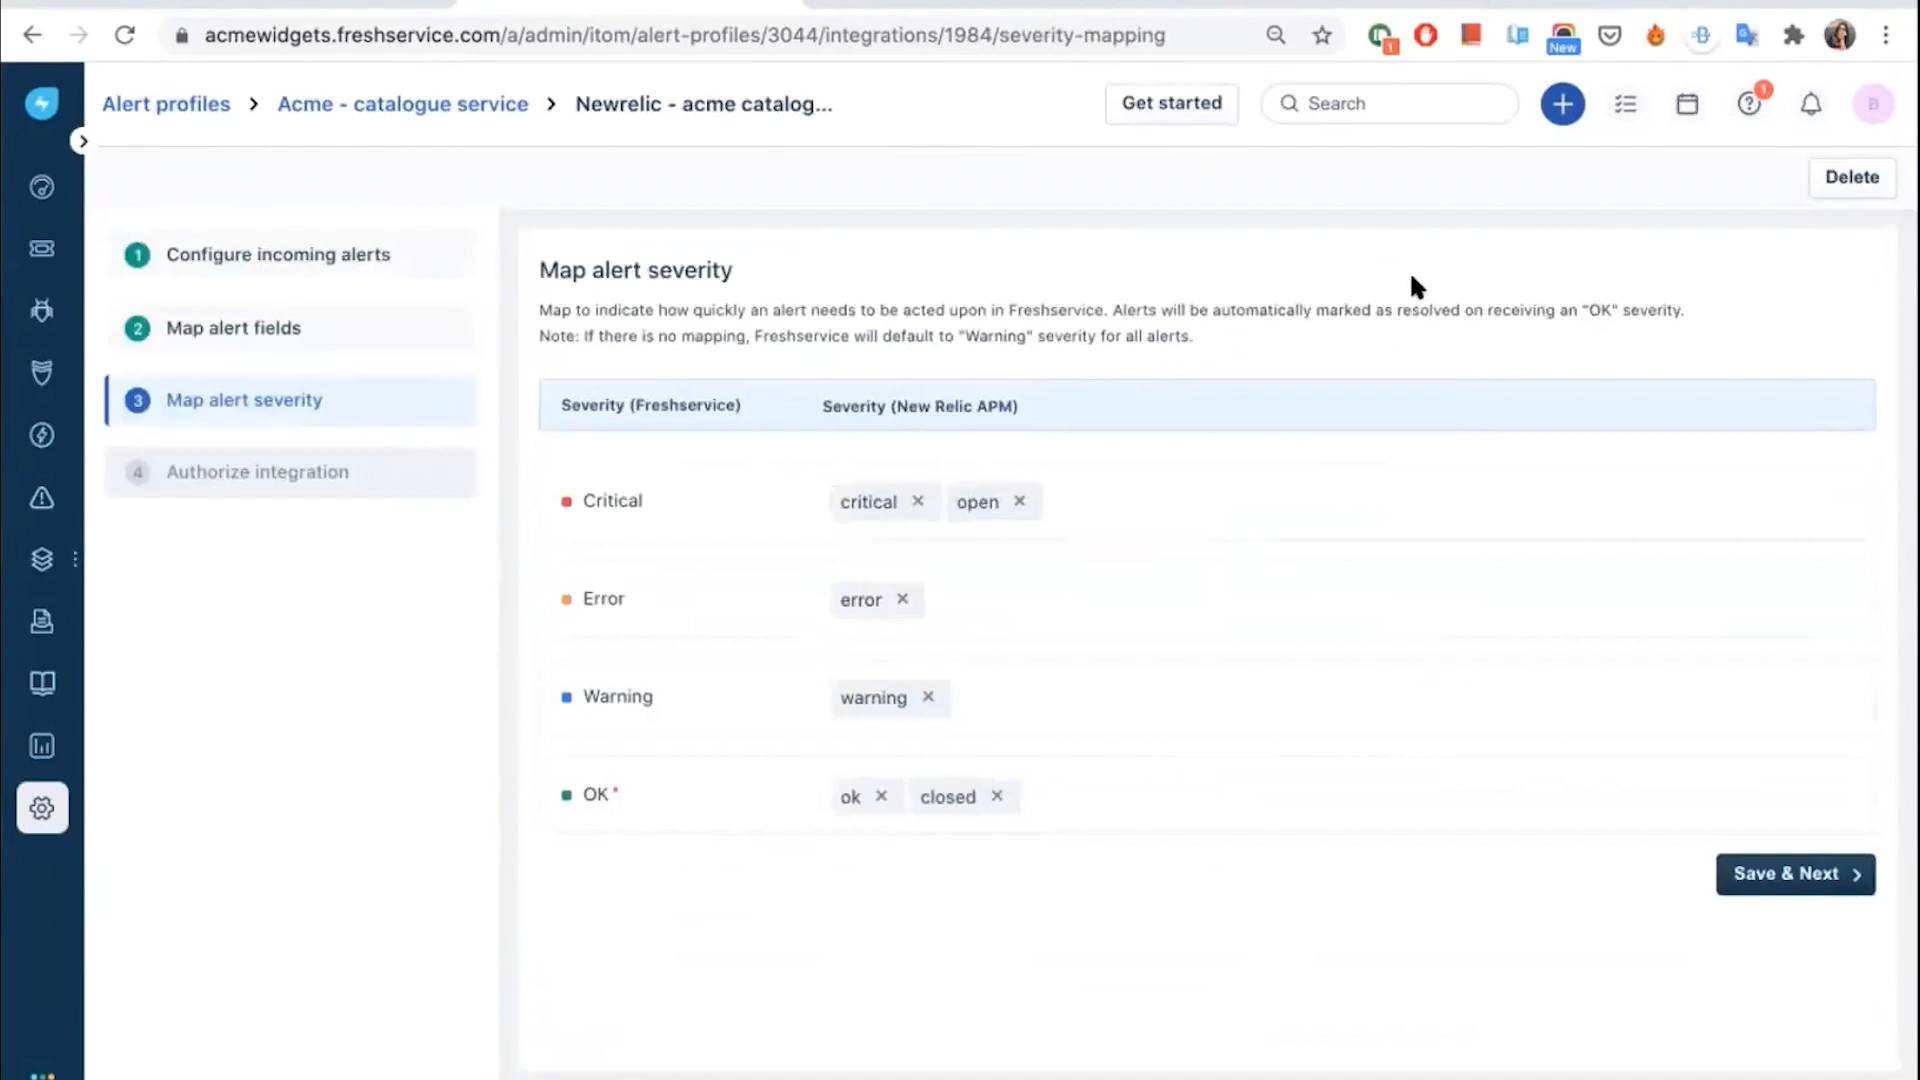 acmewidgets.freshservice.com/a/admin/itom/alert-profiles/3044/integrations/1984/severity-mapping
1
New
Alert profiles > Acme - catalogue service > Newrelic - acme catalog...
Get started
Search
1
B
Delete
1 Configure incoming alerts
2 Map alert fields
3 Map alert severity
4 Authorize integration
Map alert severity
Map to indicate how quickly an alert needs to be acted upon in Freshservice. Alerts will be automatically marked as resolved on receiving an "OK" severity.
Note: If there is no mapping, Freshservice will default to "Warning" severity for all alerts.
Severity (Freshservice) Severity (New Relic APM)
Critical critical × open ×
Error error ×
Warning warning ×
OK * ok × closed ×
Save & Next >